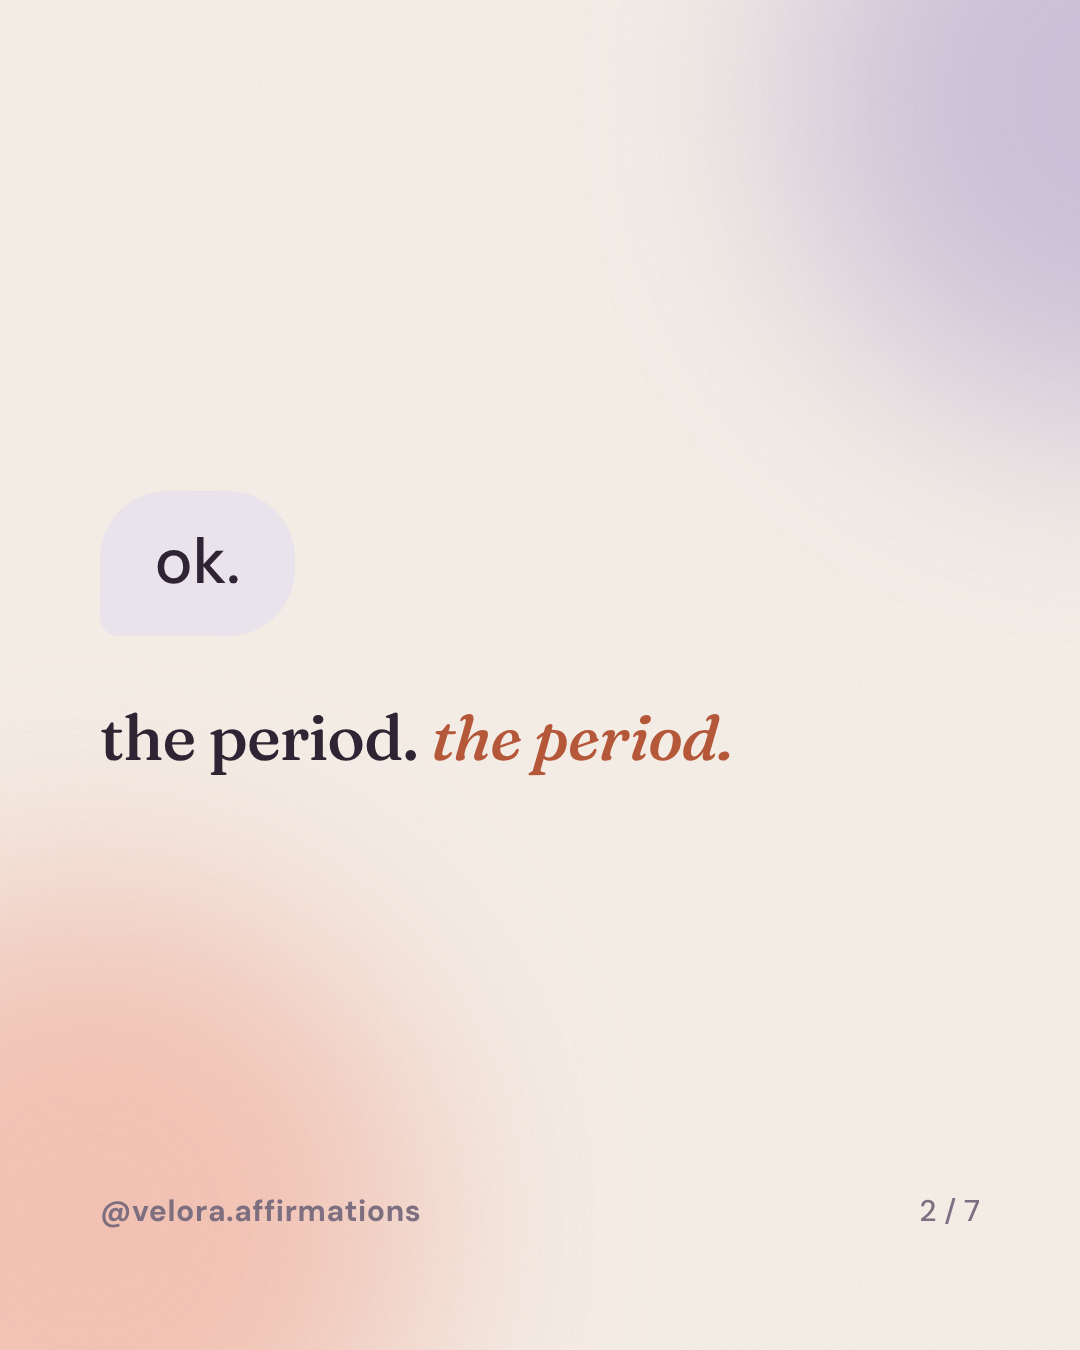 ok.
the period. the period.
@velora.affirmations
2 / 7